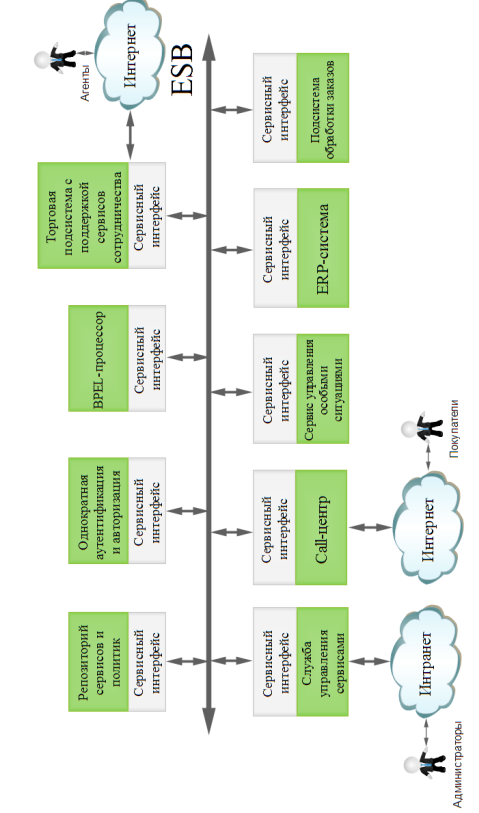 Репозиторий
сервисов и
политик
Сервисный
интерфейс
Однократная
аутентификация
и авторизация
Сервисный
интерфейс
BPEL-процессор
Сервисный
интерфейс
Торговая
подсистема с
поддержкой
сервисов
сотрудничества
Сервисный
интерфейс
Агенты
Интернет
ESB
Сервисный
интерфейс
Служба
управления
сервисами
Сервисный
интерфейс
Call-центр
Сервисный
интерфейс
Сервис управления
особыми
ситуациями
Сервисный
интерфейс
ERP-система
Сервисный
интерфейс
Подсистема
обработки заказов
Интранет
Интернет
Администраторы
Покупатели